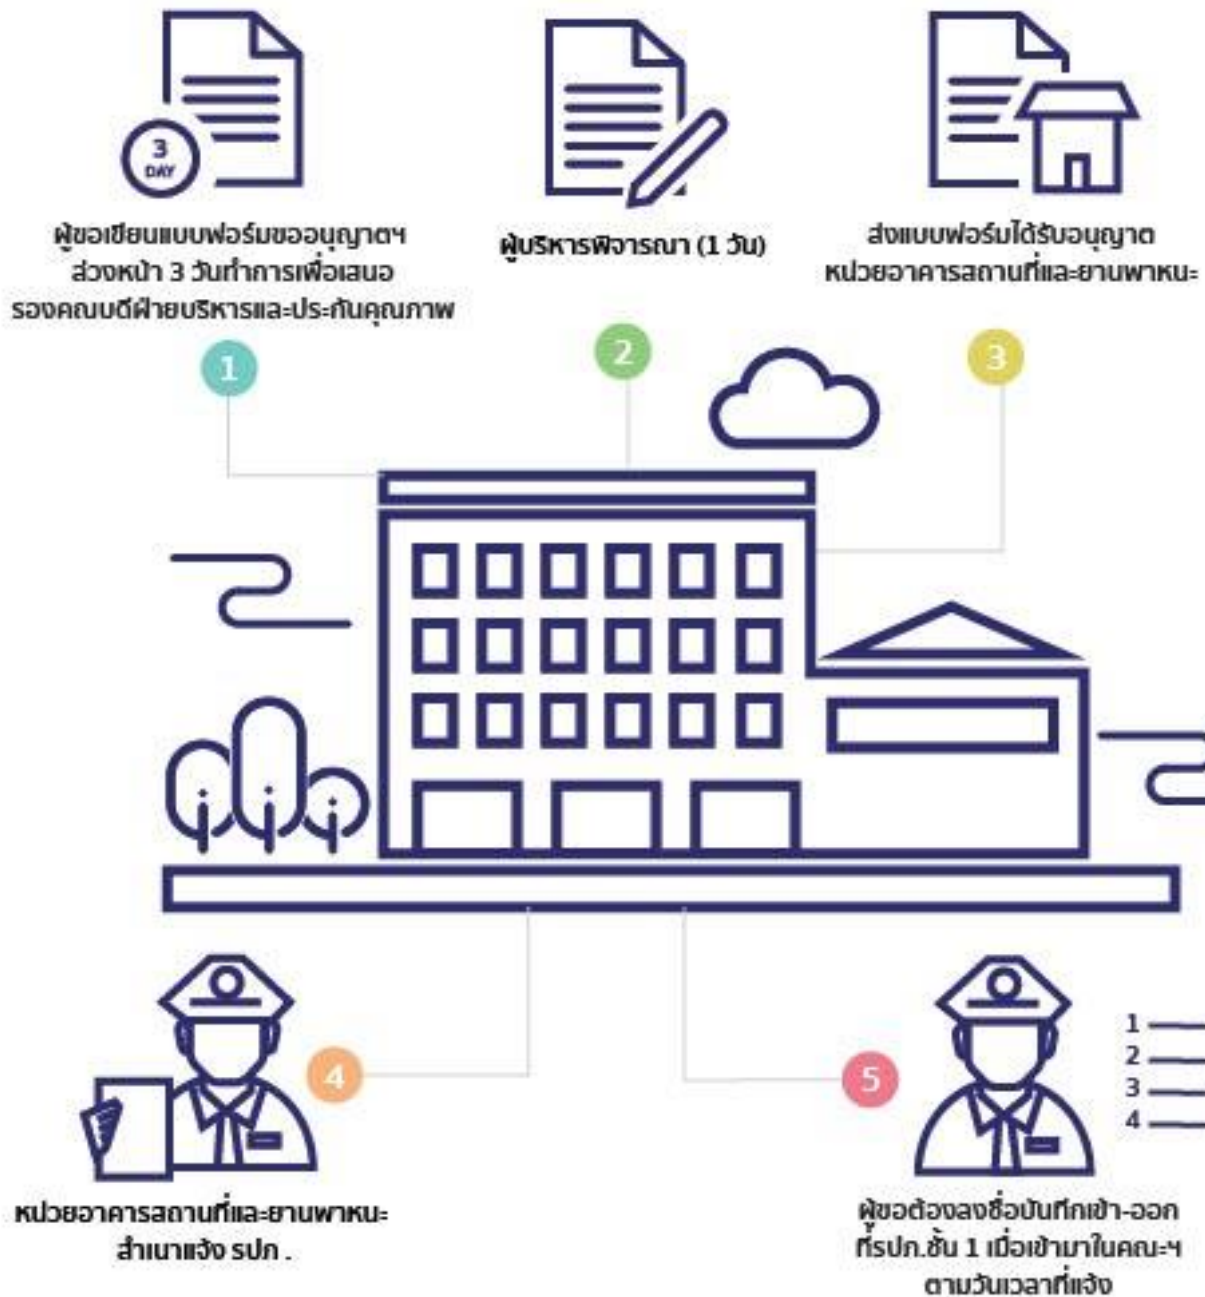 3
DAY
ผู้ขอเขียนแบบฟอร์มขออนุญาตฯ
ล่วงหน้า 3 วันทำการเพื่อเสนอ
รองคณบดีฝ่ายบริหารและประกันคุณภาพ
1
ผู้บริหารพิจารณา (1 วัน)
2
ส่งแบบฟอร์มได้รับอนุญาต
หน่วยอาคารสถานที่และยานพาหนะ
3
4
หน่วยอาคารสถานที่และยานพาหนะ
สำเนาแจ้ง รปภ .
5
1
2
3
4
ผู้ขอต้องลงชื่อบันทึกเข้า-ออก
ที่รปภ.ชั้น 1 เมื่อเข้ามาในคณะฯ
ตามวันเวลาที่แจ้ง